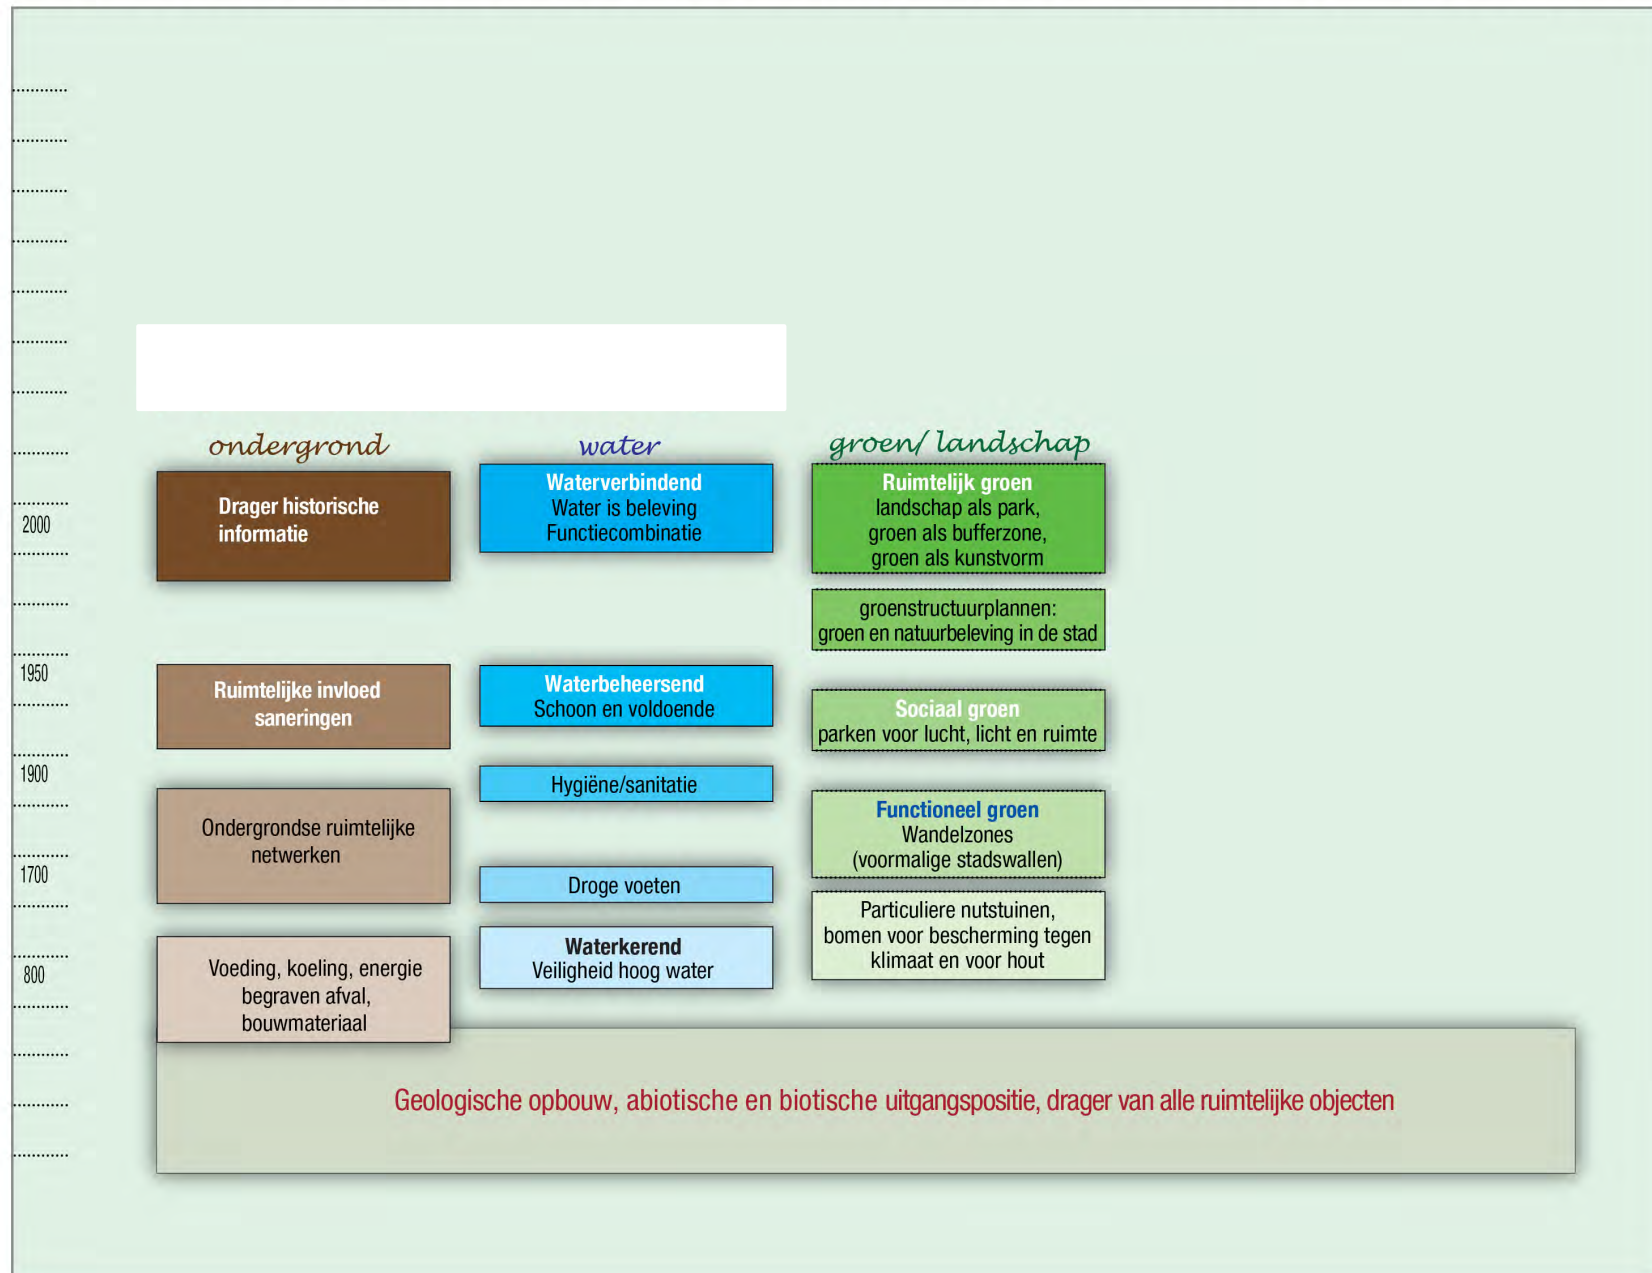 ondergrond
Drager historische
informatie
Ruimtelijke invloed
saneringen
Ondergrondse ruimtelijke
netwerken
Voeding, koeling, energie
begraven afval,
bouwmateriaal
water
Waterverbindend
Water is beleving
Functiecombinatie
Waterbeheersend
Schoon en voldoende
Hygiëne/sanitatie
Droge voeten
Waterkerend
Veiligheid hoog water
groen/ landschap
Ruimtelijk groen
landschap als park,
groen als bufferzone,
groen als kunstvorm
groenstructuurplannen:
groen en natuurbeleving in de stad
Sociaal groen
parken voor lucht, licht en ruimte
Functioneel groen
Wandelzones
(voormalige stadswallen)
Particuliere nutstuinen,
bomen voor bescherming tegen
klimaat en voor hout
2000
1950
1900
1700
800
Geologische opbouw, abiotische en biotische uitgangspositie, drager van alle ruimtelijke objecten